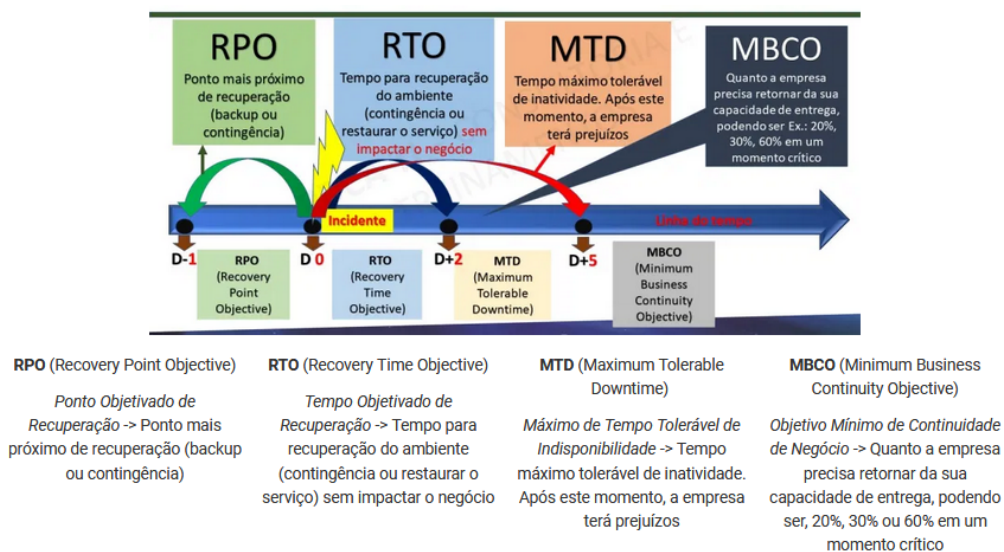 RPO
Ponto mais próximo
de recuperação
(backup ou
contingência)
RTO
Tempo para recuperação
do ambiente
(contingência ou
restaurar o serviço) sem
impactar o negócio
MTD
Tempo máximo tolerável
de inatividade. Após este
momento, a empresa
terá prejuízos
MBCO
Quanto a empresa
precisa retornar da sua
capacidade de entrega,
podendo ser Ex.: 20%,
30%, 60% em um
momento crítico
Incidente
Linha do tempo
D-1
D 0
D+2
D+5
RPO
(Recovery
Point
Objective)
RTO
(Recovery
Time
Objective)
MTD
(Maximum
Tolerable
Downtime)
MBCO
(Minimum
Business
Continuity
Objective)
RPO (Recovery Point Objective)
Ponto Objetivado de
Recuperação -> Ponto mais
próximo de recuperação (backup
ou contingência)
RTO (Recovery Time Objective)
Tempo Objetivado de
Recuperação -> Tempo para
recuperação do ambiente
(contingência ou restaurar o
serviço) sem impactar o negócio
MTD (Maximum Tolerable
Downtime)
Máximo de Tempo Tolerável de
Indisponibilidade -> Tempo
máximo tolerável de inatividade.
Após este momento, a empresa
terá prejuízos
MBCO (Minimum Business
Continuity Objective)
Objetivo Mínimo de Continuidade
de Negócio -> Quanto a empresa
precisa retornar da sua
capacidade de entrega, podendo
ser, 20%, 30% ou 60% em um
momento crítico